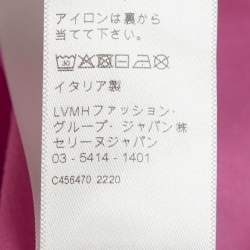 アイロンは裏から
当てて下さい。
イタリア製
LVMHファッション・
グループ・ジャパン㈱
セリーヌジャパン
03 - 5414 - 1401
C456470 2220